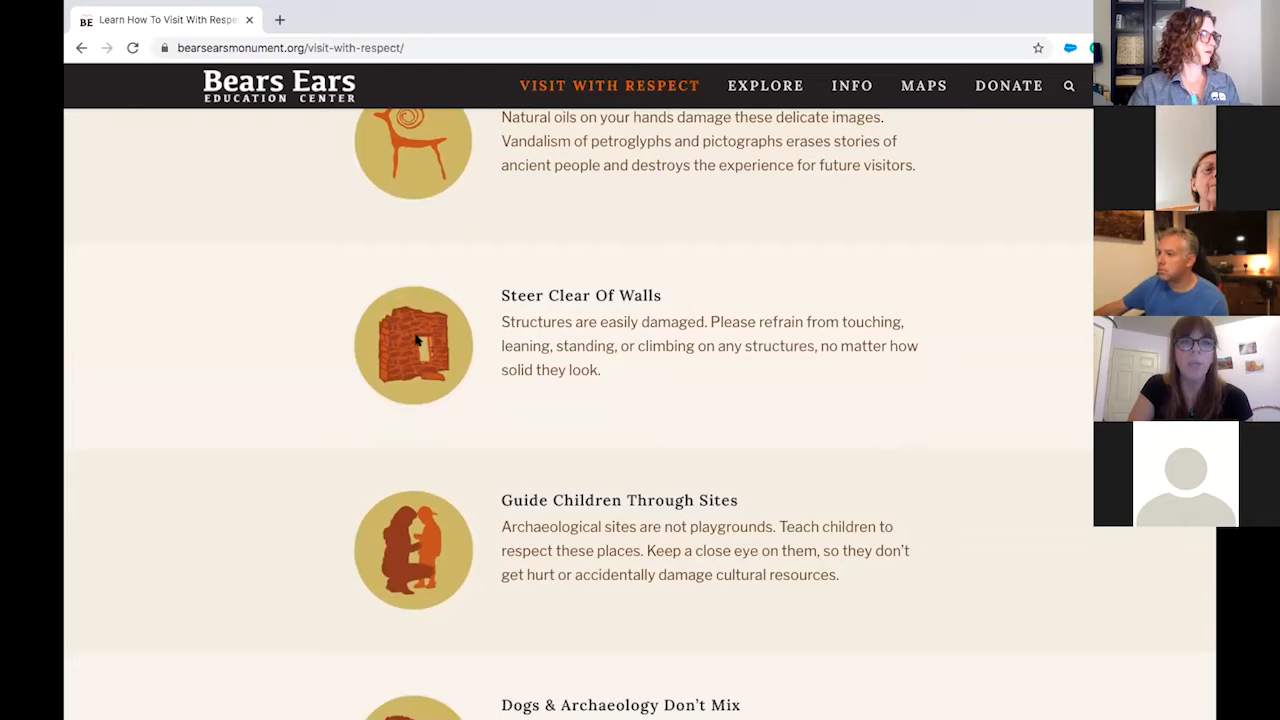 BE
Learn How To Visit With Respe
bearsearsmonument.org/visit-with-respect/
Bears Ears
EDUCATION CENTER
VISIT WITH RESPECT
EXPLORE
INFO
MAPS
DONATE
Natural oils on your hands damage these delicate images.
Vandalism of petroglyphs and pictographs erases stories of
ancient people and destroys the experience for future visitors.
Steer Clear Of Walls
Structures are easily damaged. Please refrain from touching,
leaning, standing, or climbing on any structures, no matter how
solid they look.
Guide Children Through Sites
Archaeological sites are not playgrounds. Teach children to
respect these places. Keep a close eye on them, so they don’t
get hurt or accidentally damage cultural resources.
Dogs & Archaeology Don’t Mix